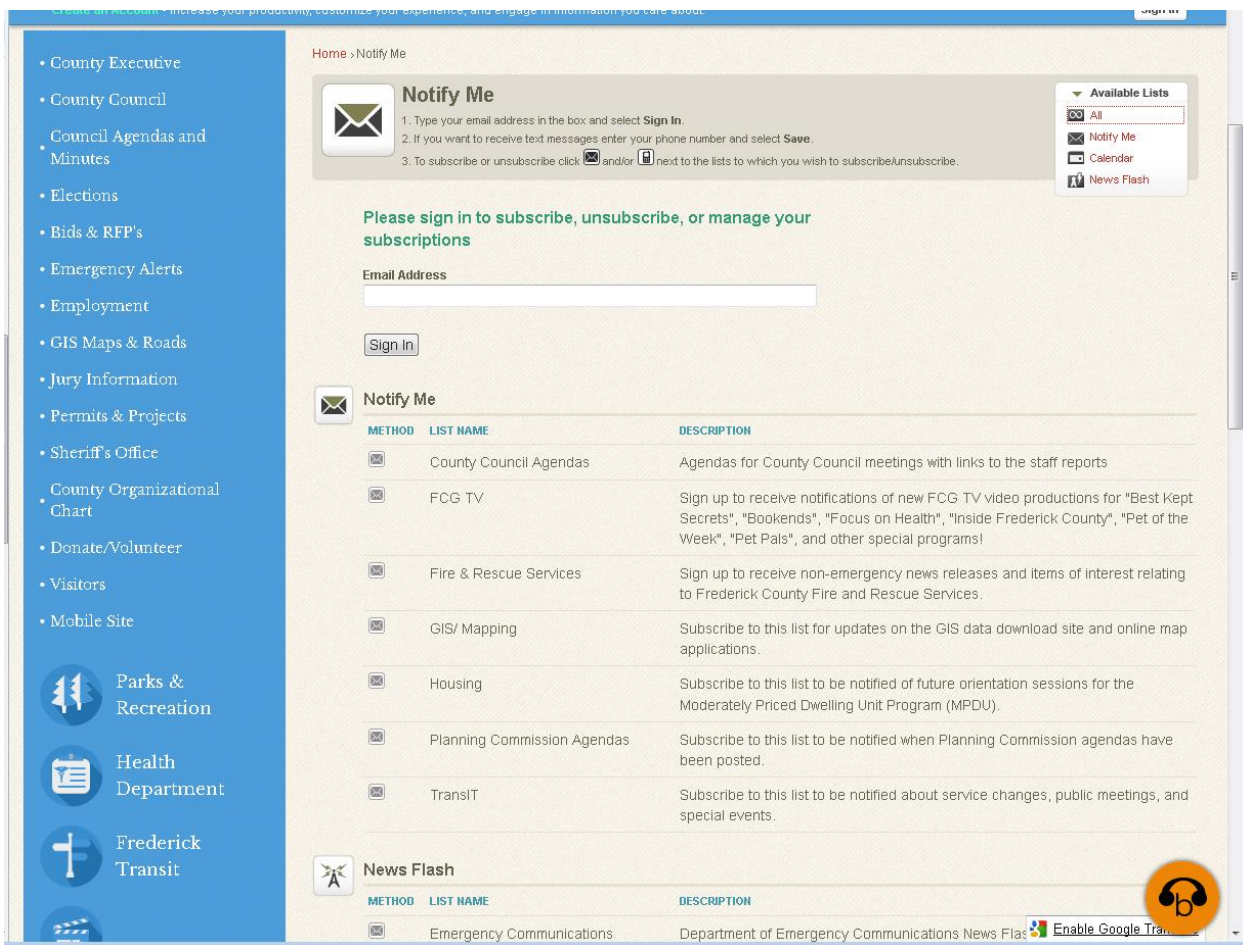 Create an Account - Increase your productivity, customize your experience, and engage in information you care about.
Sign In
• County Executive
• County Council
• Council Agendas and
Minutes
• Elections
• Bids & RFP's
• Emergency Alerts
• Employment
• GIS Maps & Roads
• Jury Information
• Permits & Projects
• Sheriff's Office
• County Organizational
Chart
• Donate/Volunteer
• Visitors
• Mobile Site
Parks &
Recreation
Health
Department
Frederick
Transit
Home › Notify Me
Notify Me
1. Type your email address in the box and select Sign In.
2. If you want to receive text messages enter your phone number and select Save.
3. To subscribe or unsubscribe click and/or next to the lists to which you wish to subscribe/unsubscribe.
Available Lists
All
Notify Me
Calendar
News Flash
Please sign in to subscribe, unsubscribe, or manage your
subscriptions
Email Address
Sign In
Notify Me
METHOD LIST NAME DESCRIPTION
County Council Agendas Agendas for County Council meetings with links to the staff reports
FCG TV Sign up to receive notifications of new FCG TV video productions for "Best Kept
Secrets", "Bookends", "Focus on Health", "Inside Frederick County", "Pet of the
Week", "Pet Pals", and other special programs!
Fire & Rescue Services Sign up to receive non-emergency news releases and items of interest relating
to Frederick County Fire and Rescue Services.
GIS/ Mapping Subscribe to this list for updates on the GIS data download site and online map
applications.
Housing Subscribe to this list to be notified of future orientation sessions for the
Moderately Priced Dwelling Unit Program (MPDU).
Planning Commission Agendas Subscribe to this list to be notified when Planning Commission agendas have
been posted.
TransIT Subscribe to this list to be notified about service changes, public meetings, and
special events.
News Flash
METHOD LIST NAME DESCRIPTION
Emergency Communications Department of Emergency Communications News
Enable Google
b